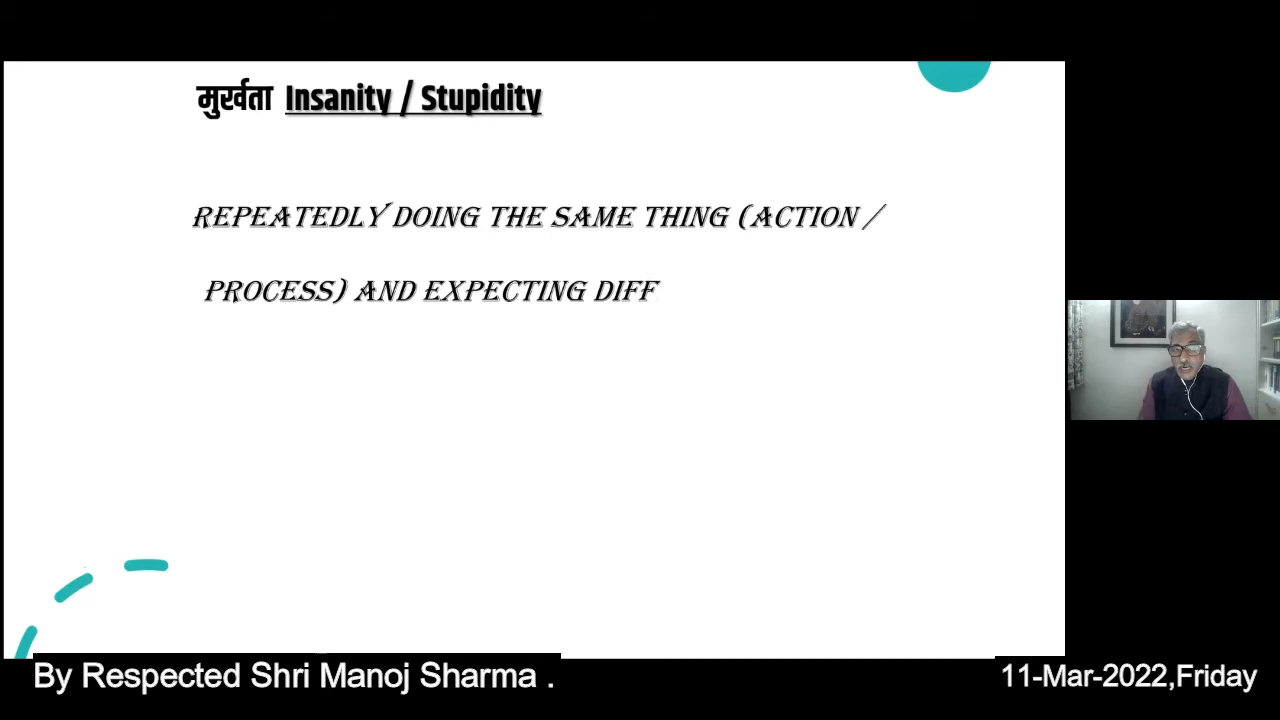 मुर्खता Insanity / Stupidity
REPEATEDLY DOING THE SAME THING (ACTION /
PROCESS) AND EXPECTING DIFF
By Respected Shri Manoj Sharma .
11-Mar-2022,Friday